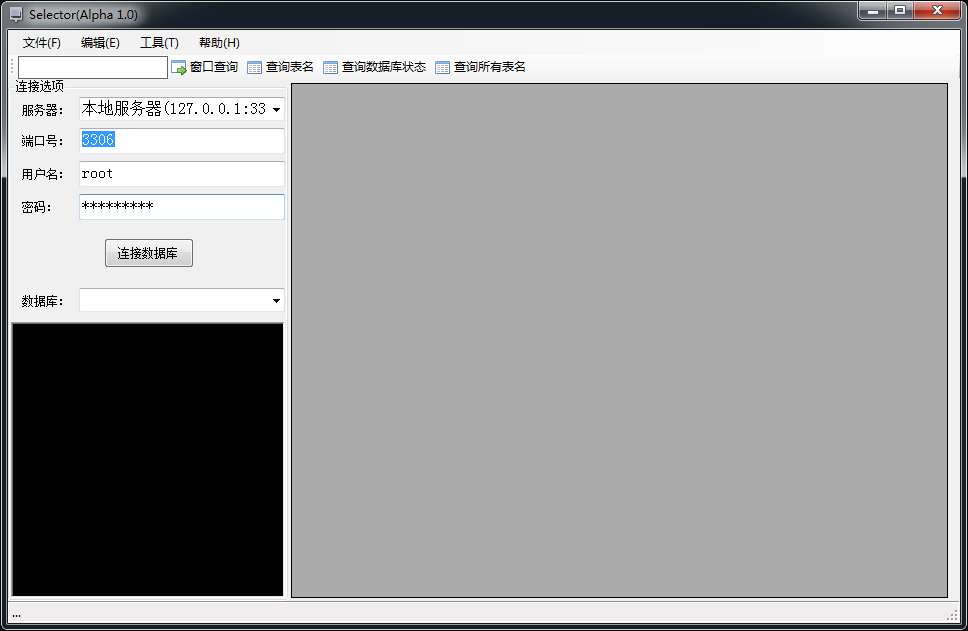 Selector(Alpha 1.0)
文件(F) 编辑(E) 工具(T) 帮助(H)
窗口查询 查询表名 查询数据库状态 查询所有表名
连接选项
服务器: 本地服务器(127.0.0.1:33
端口号: 3306
用户名: root
密码: *********
连接数据库
数据库:
...